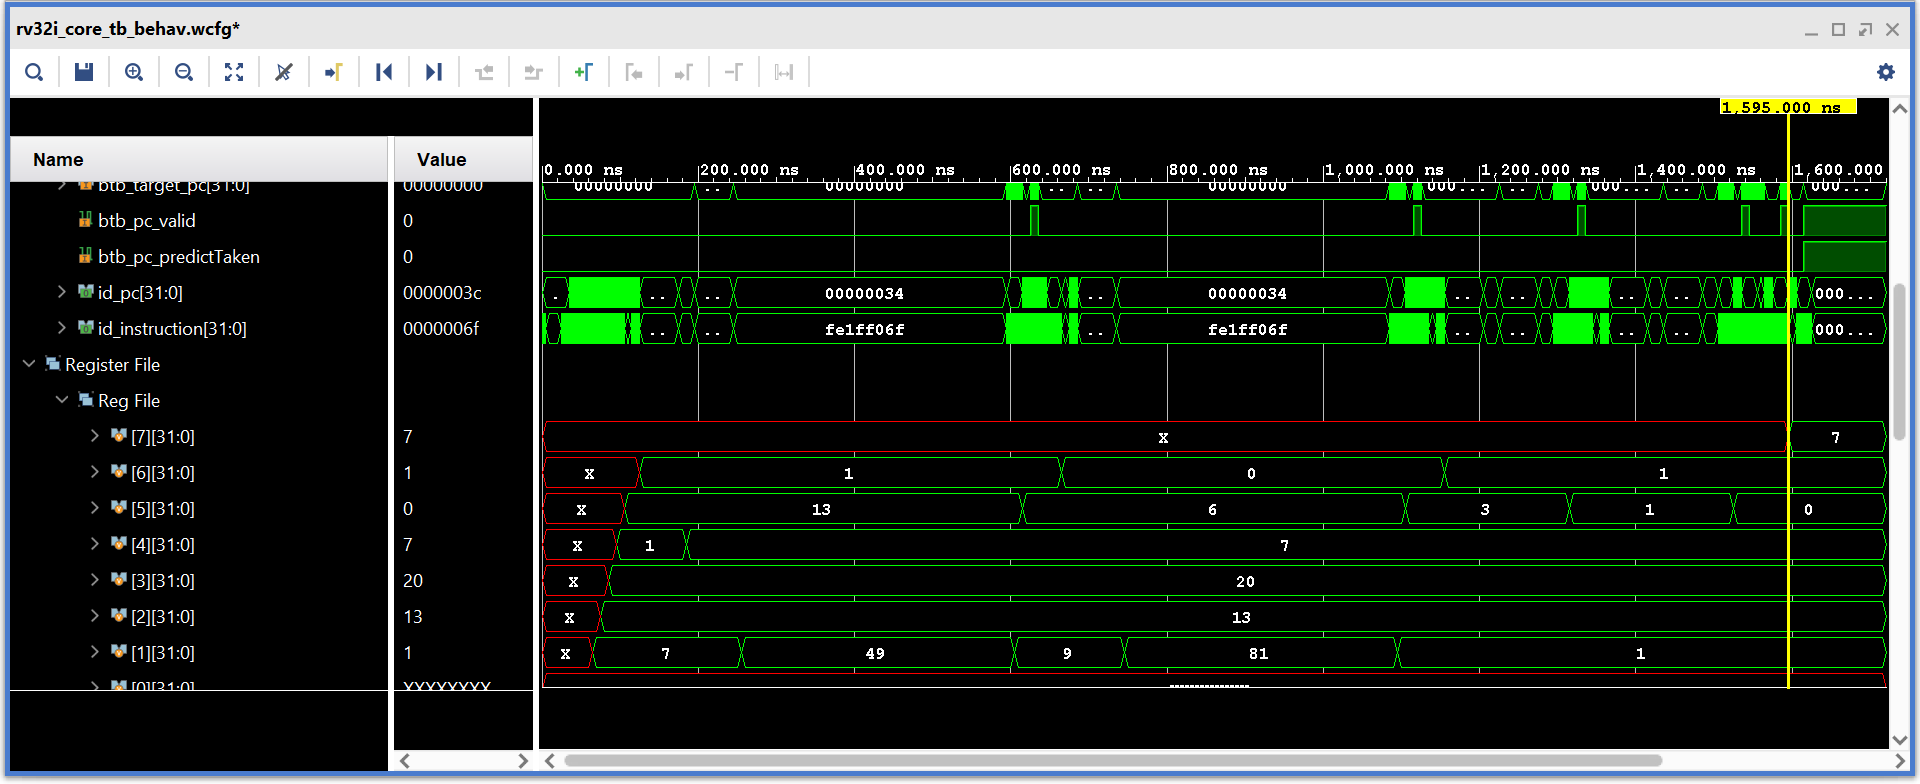 rv32i_core_tb_behav.wcfg*
1,595.000 ns
Name Value
0.000 ns 200.000 ns 400.000 ns 600.000 ns 800.000 ns 1,000.000 ns 1,200.000 ns 1,400.000 ns 1,600.000
btb_target_pc[31:0] 00000000 00000000 .. 00000000 .. .. 00000000 000... .. .. 000... .. .. 000...
btb_pc_valid 0
btb_pc_predictTaken 0
id_pc[31:0] 0000003c . .. .. 00000034 .. 00000034 .. .. .. .. 000...
id_instruction[31:0] 0000006f .. .. fe1ff06f .. fe1ff06f .. .. .. .. 000...
Register File
Reg File
[7][31:0] 7 X 7
[6][31:0] 1 X 1 0 1
[5][31:0] 0 X 13 6 3 1 0
[4][31:0] 7 X 1 7
[3][31:0] 20 X 20
[2][31:0] 13 X 13
[1][31:0] 1 X 7 49 9 81 1
[0][31:0] XXXXXXXX